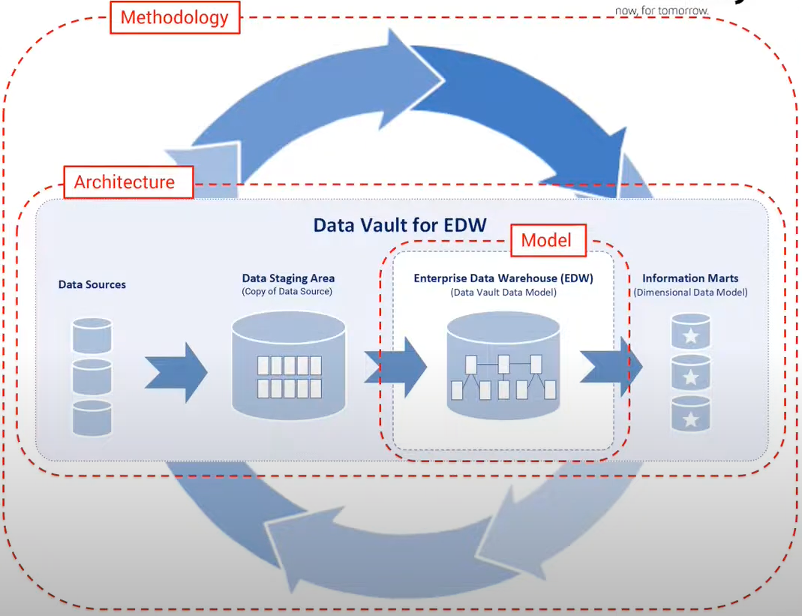 now, for tomorrow.
Methodology
Architecture
Data Vault for EDW
Model
Data Sources
Data Staging Area
(Copy of Data Source)
Enterprise Data Warehouse (EDW)
(Data Vault Data Model)
Information Marts
(Dimensional Data Model)